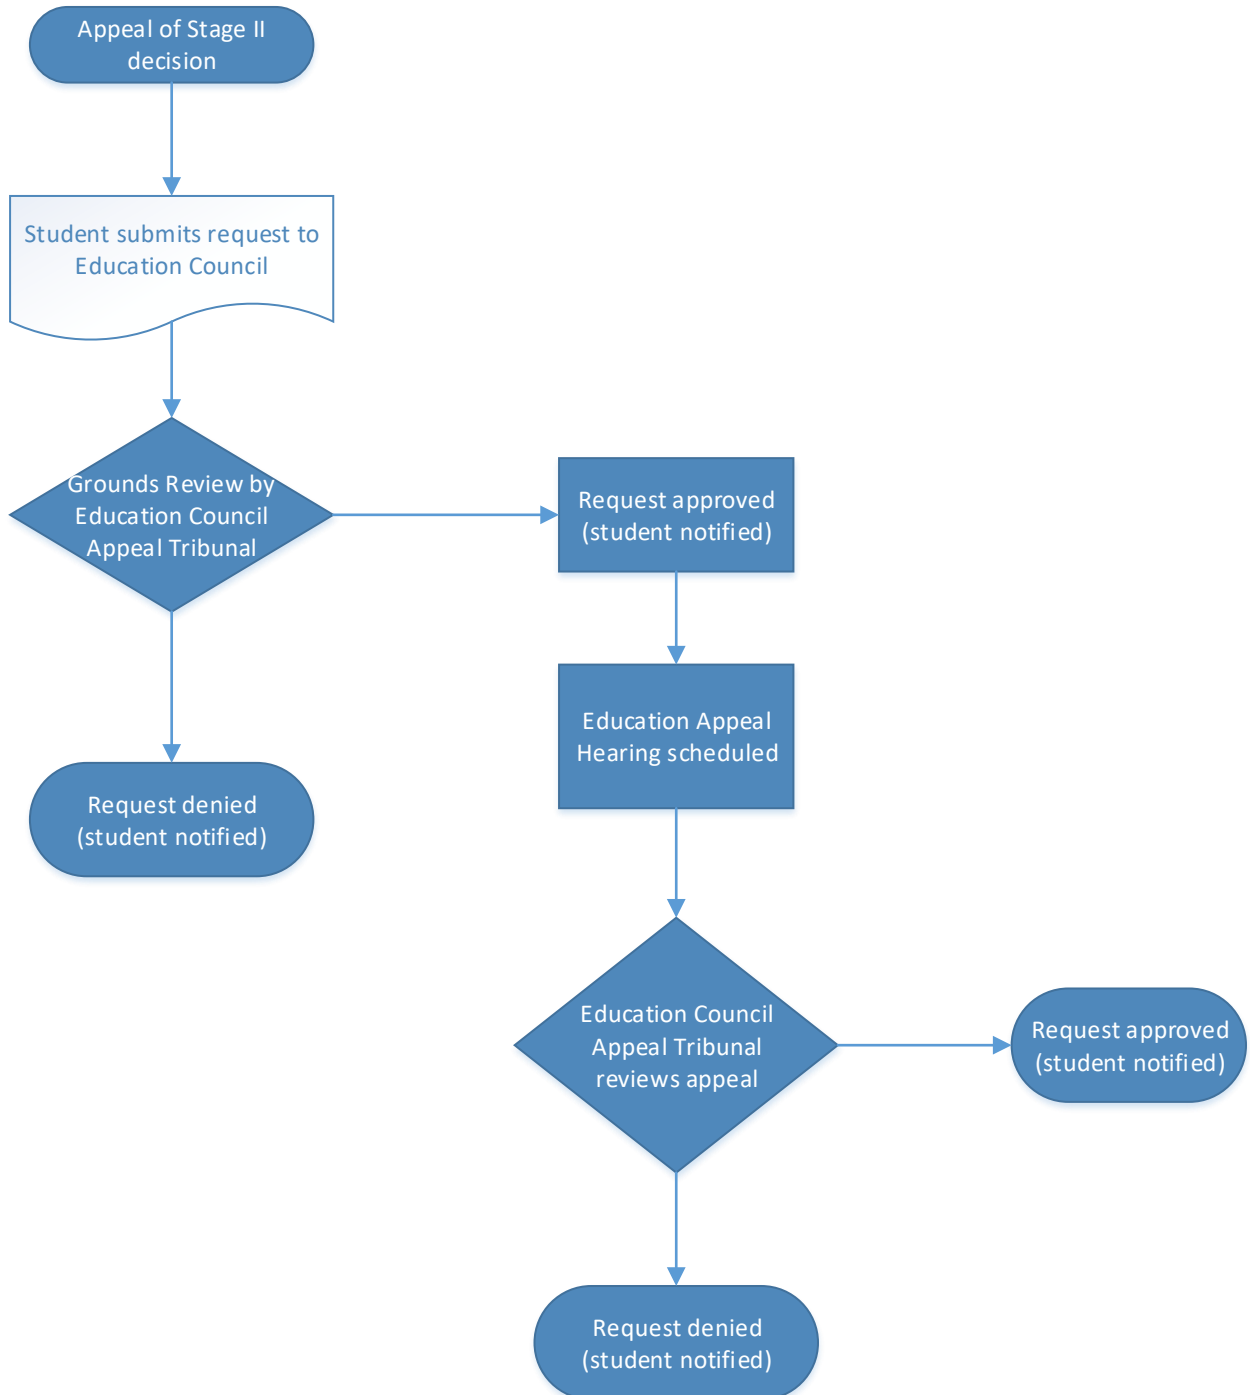 Appeal of Stage II
decision
Student submits request to
Education Council
Grounds Review by
Education Council
Appeal Tribunal
Request approved
(student notified)
Education Appeal
Hearing scheduled
Request denied
(student notified)
Education Council
Appeal Tribunal
reviews appeal
Request approved
(student notified)
Request denied
(student notified)